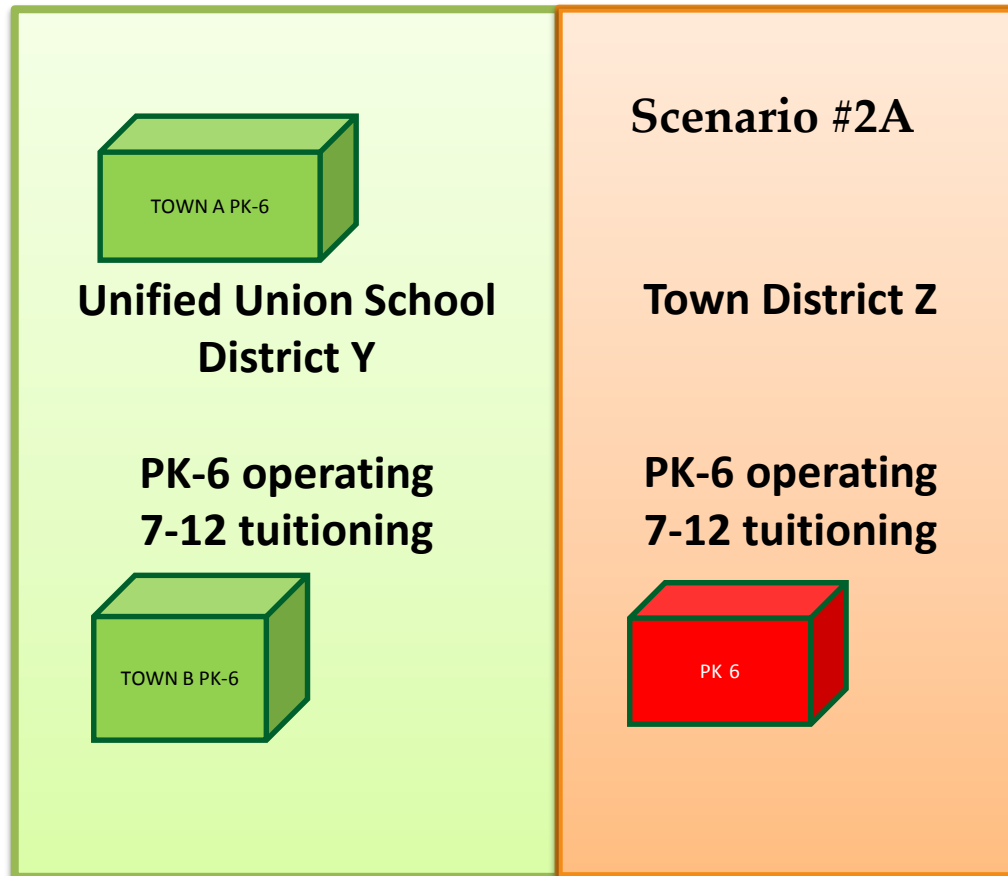 TOWN A PK-6
Unified Union School
District Y
PK-6 operating
7-12 tuitioning
TOWN B PK-6
Scenario #2A
Town District Z
PK-6 operating
7-12 tuitioning
PK 6